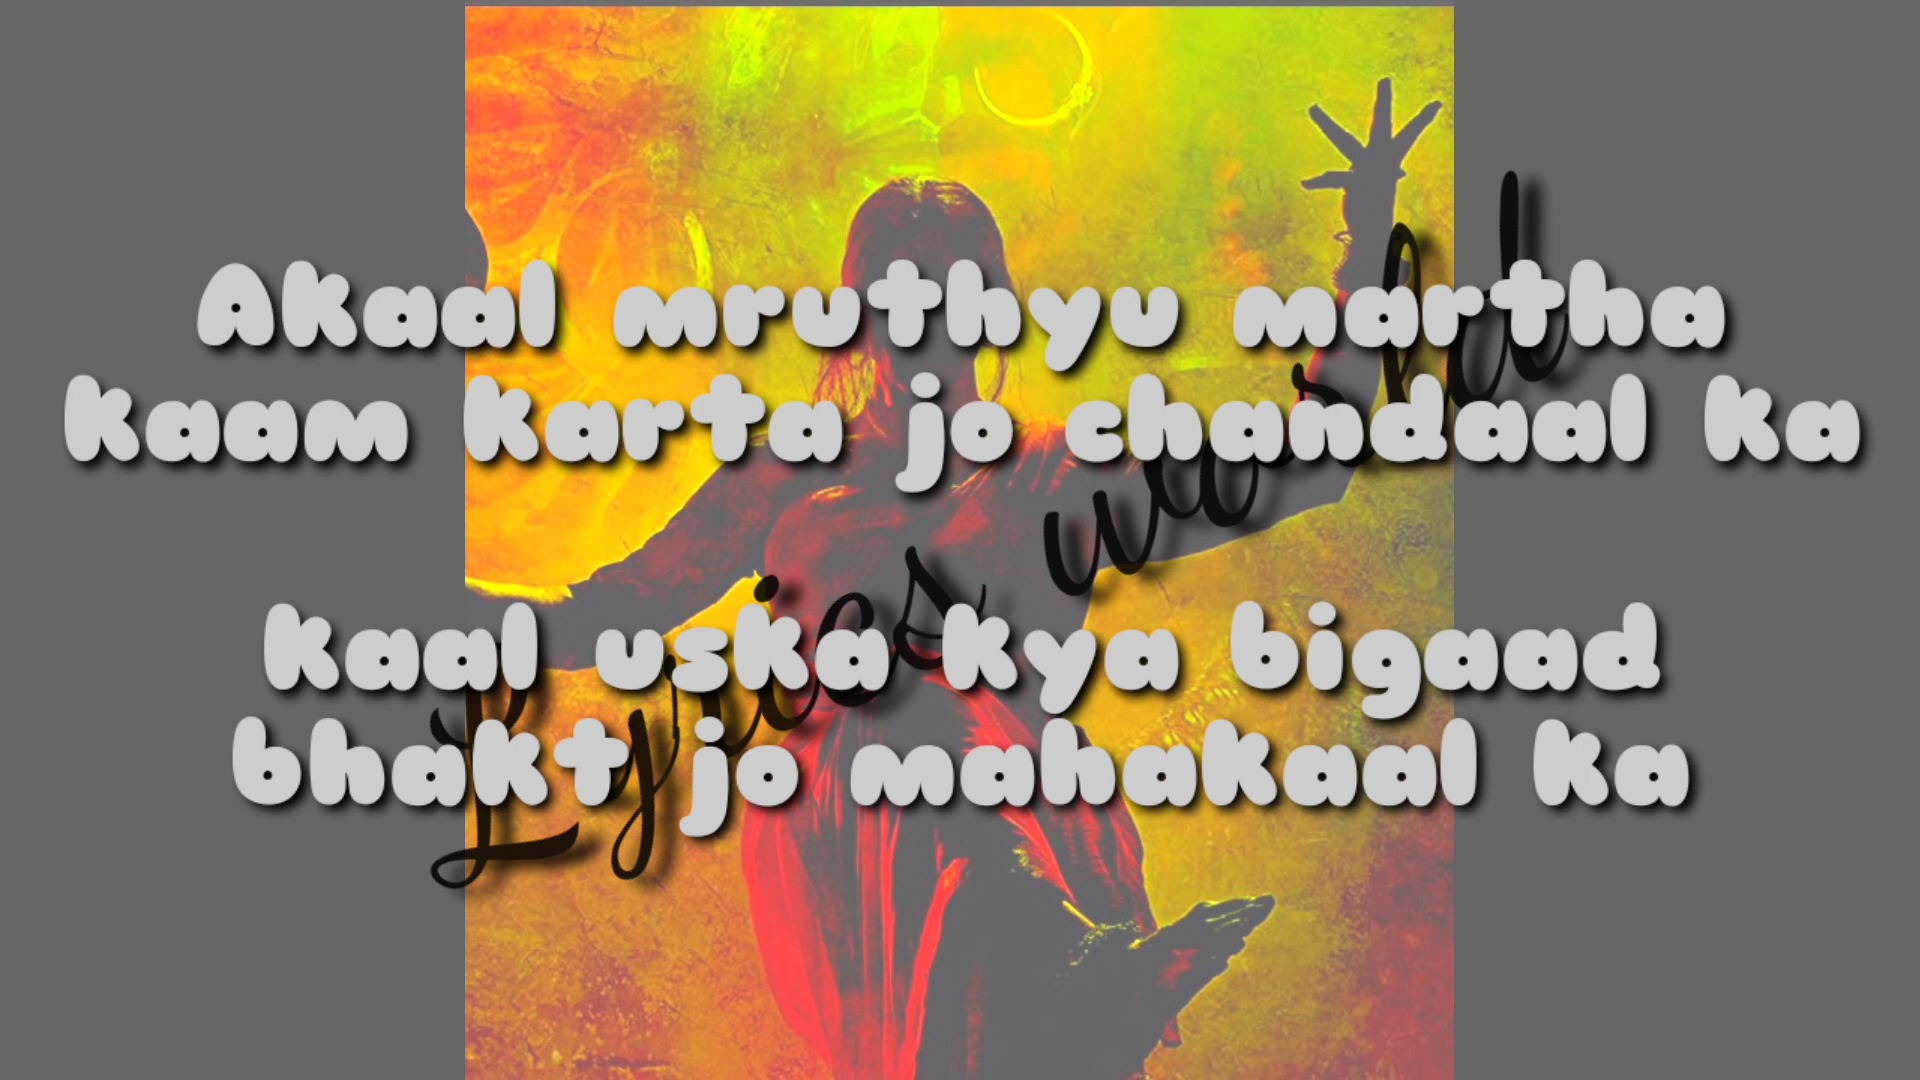 Akaal mruthyu martha
kaam karta jo chandaal ka
kaal uska kya bigaad
bhakt jo mahakaal ka
Lyrics world